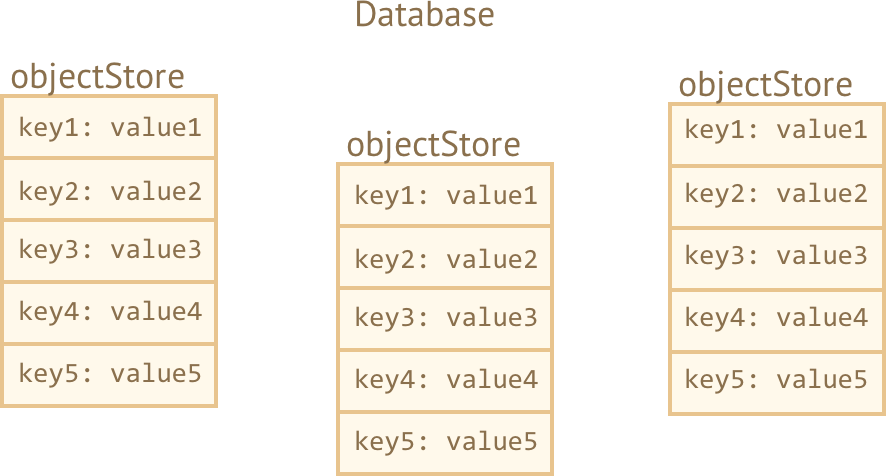 Database
objectStore
key1: value1
key2: value2
key3: value3
key4: value4
key5: value5
objectStore
key1: value1
key2: value2
key3: value3
key4: value4
key5: value5
objectStore
key1: value1
key2: value2
key3: value3
key4: value4
key5: value5